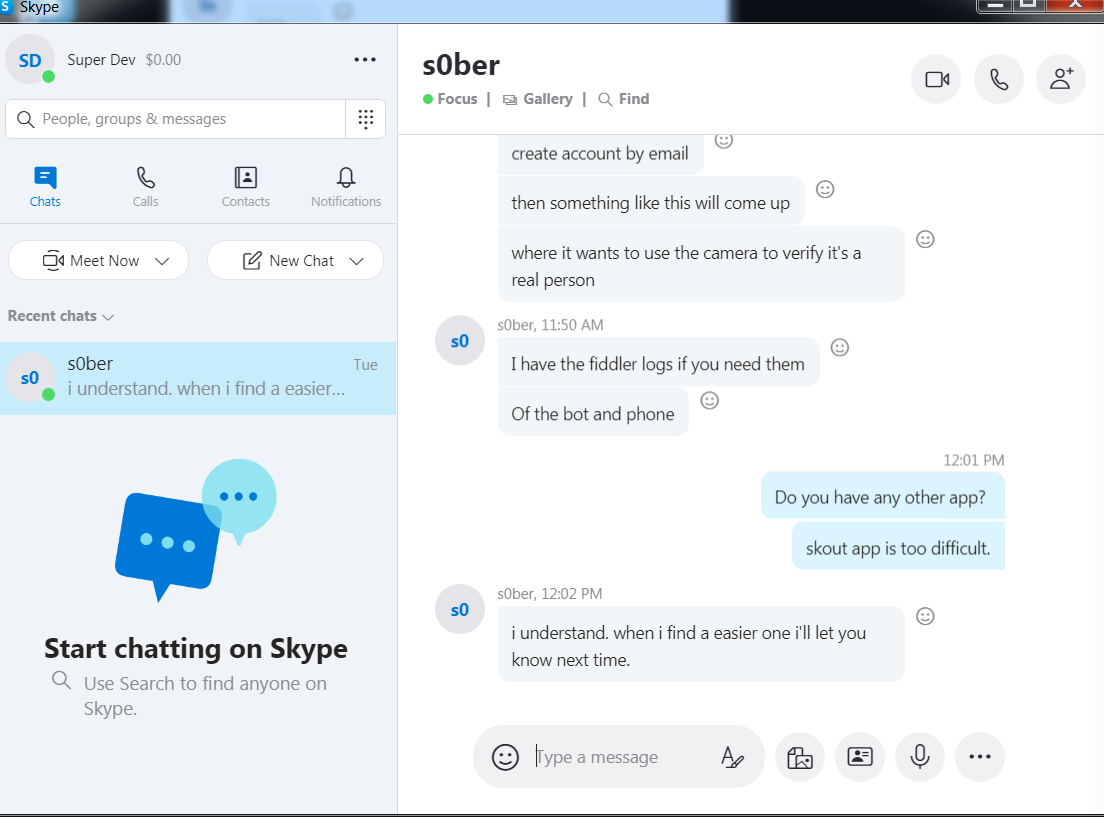 Skype
SD
Super Dev $0.00
People, groups & messages
Chats
Calls
Contacts
Notifications
Meet Now
New Chat
Recent chats
s0
s0ber
Tue
i understand. when i find a easier...
Start chatting on Skype
Use Search to find anyone on
Skype.
s0ber
Focus | Gallery | Find
create account by email
then something like this will come up
where it wants to use the camera to verify it's a
real person
s0ber, 11:50 AM
s0
I have the fiddler logs if you need them
Of the bot and phone
12:01 PM
Do you have any other app?
skout app is too difficult.
s0ber, 12:02 PM
s0
i understand. when i find a easier one i'll let you
know next time.
Type a message